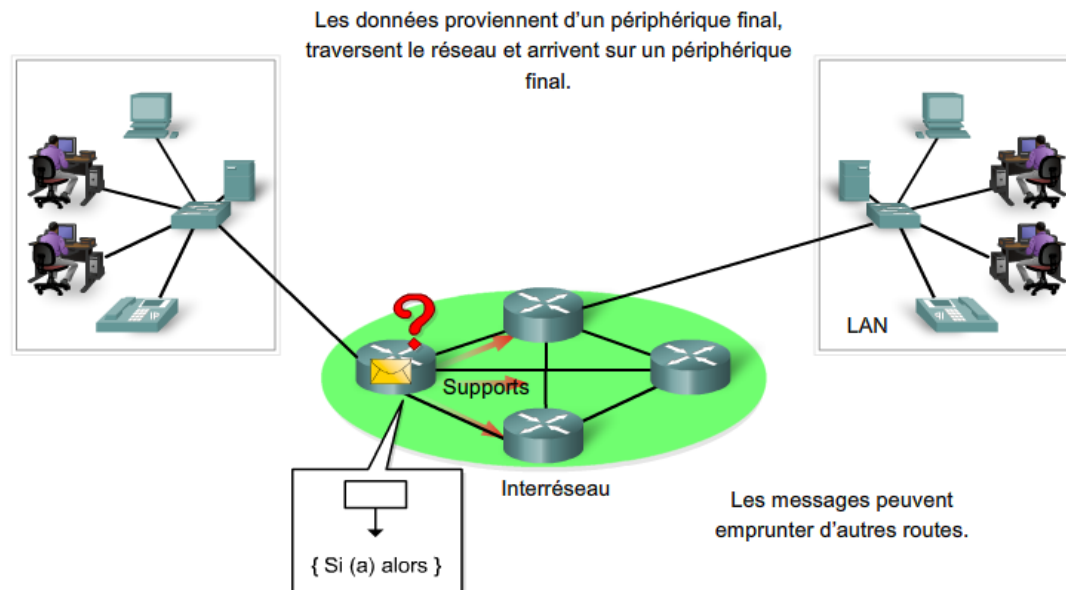 Les données proviennent d’un périphérique final,
traversent le réseau et arrivent sur un périphérique
final.
LAN
Supports
Interréseau
Les messages peuvent
emprunter d’autres routes.
{ Si (a) alors }